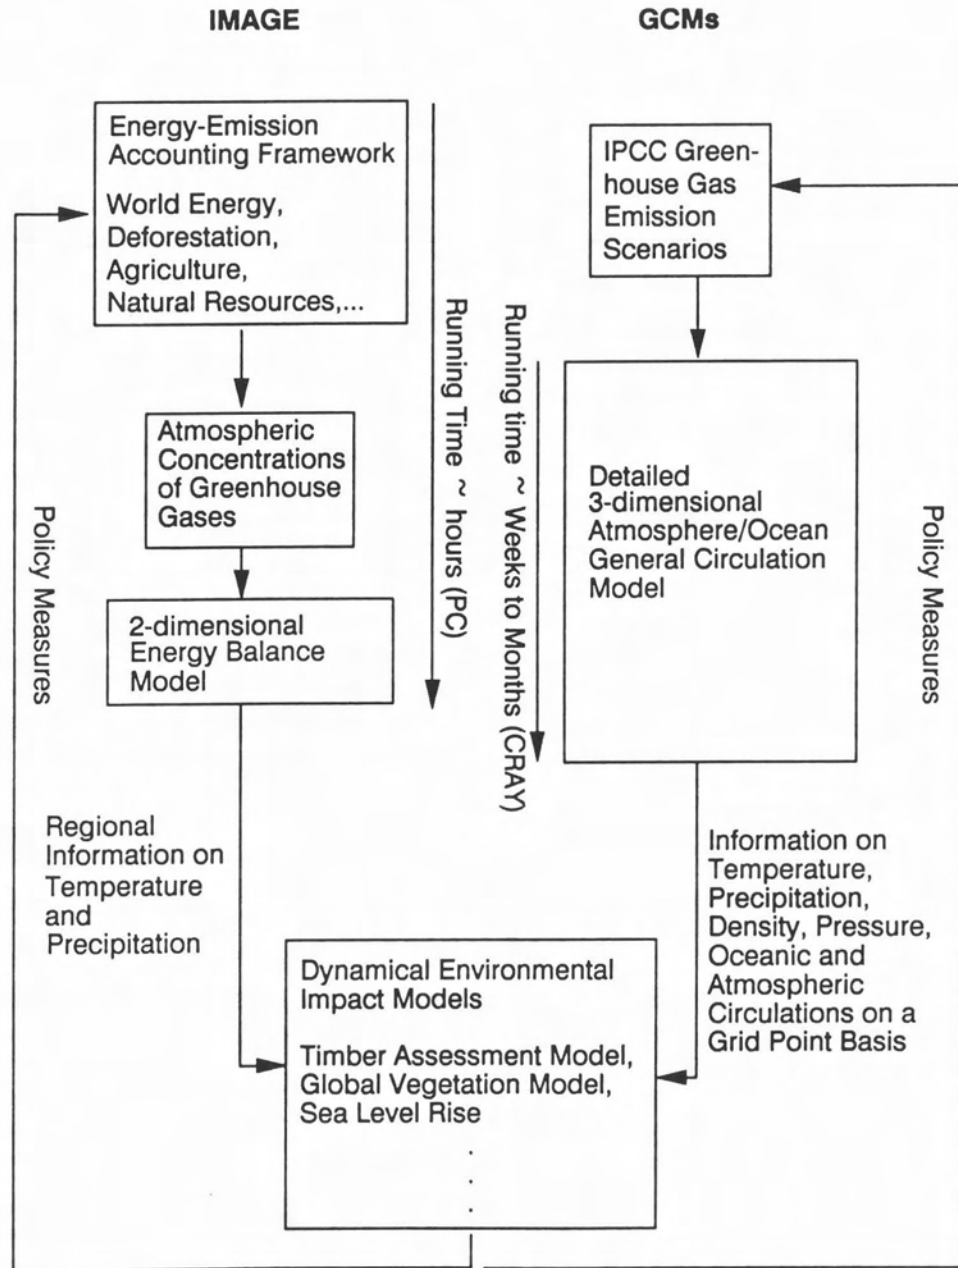 IMAGE
GCMs
Energy-Emission
Accounting Framework
World Energy,
Deforestation,
Agriculture,
Natural Resources,...
IPCC Green-
house Gas
Emission
Scenarios
Running Time ~ hours (PC)
Running time ~ Weeks to Months (CRAY)
Atmospheric
Concentrations
of Greenhouse
Gases
Detailed
3-dimensional
Atmosphere/Ocean
General Circulation
Model
Policy Measures
Policy Measures
2-dimensional
Energy Balance
Model
Regional
Information on
Temperature
and
Precipitation
Information on
Temperature,
Precipitation,
Density, Pressure,
Oceanic and
Atmospheric
Circulations on a
Grid Point Basis
Dynamical Environmental
Impact Models
Timber Assessment Model,
Global Vegetation Model,
Sea Level Rise
.
.
.